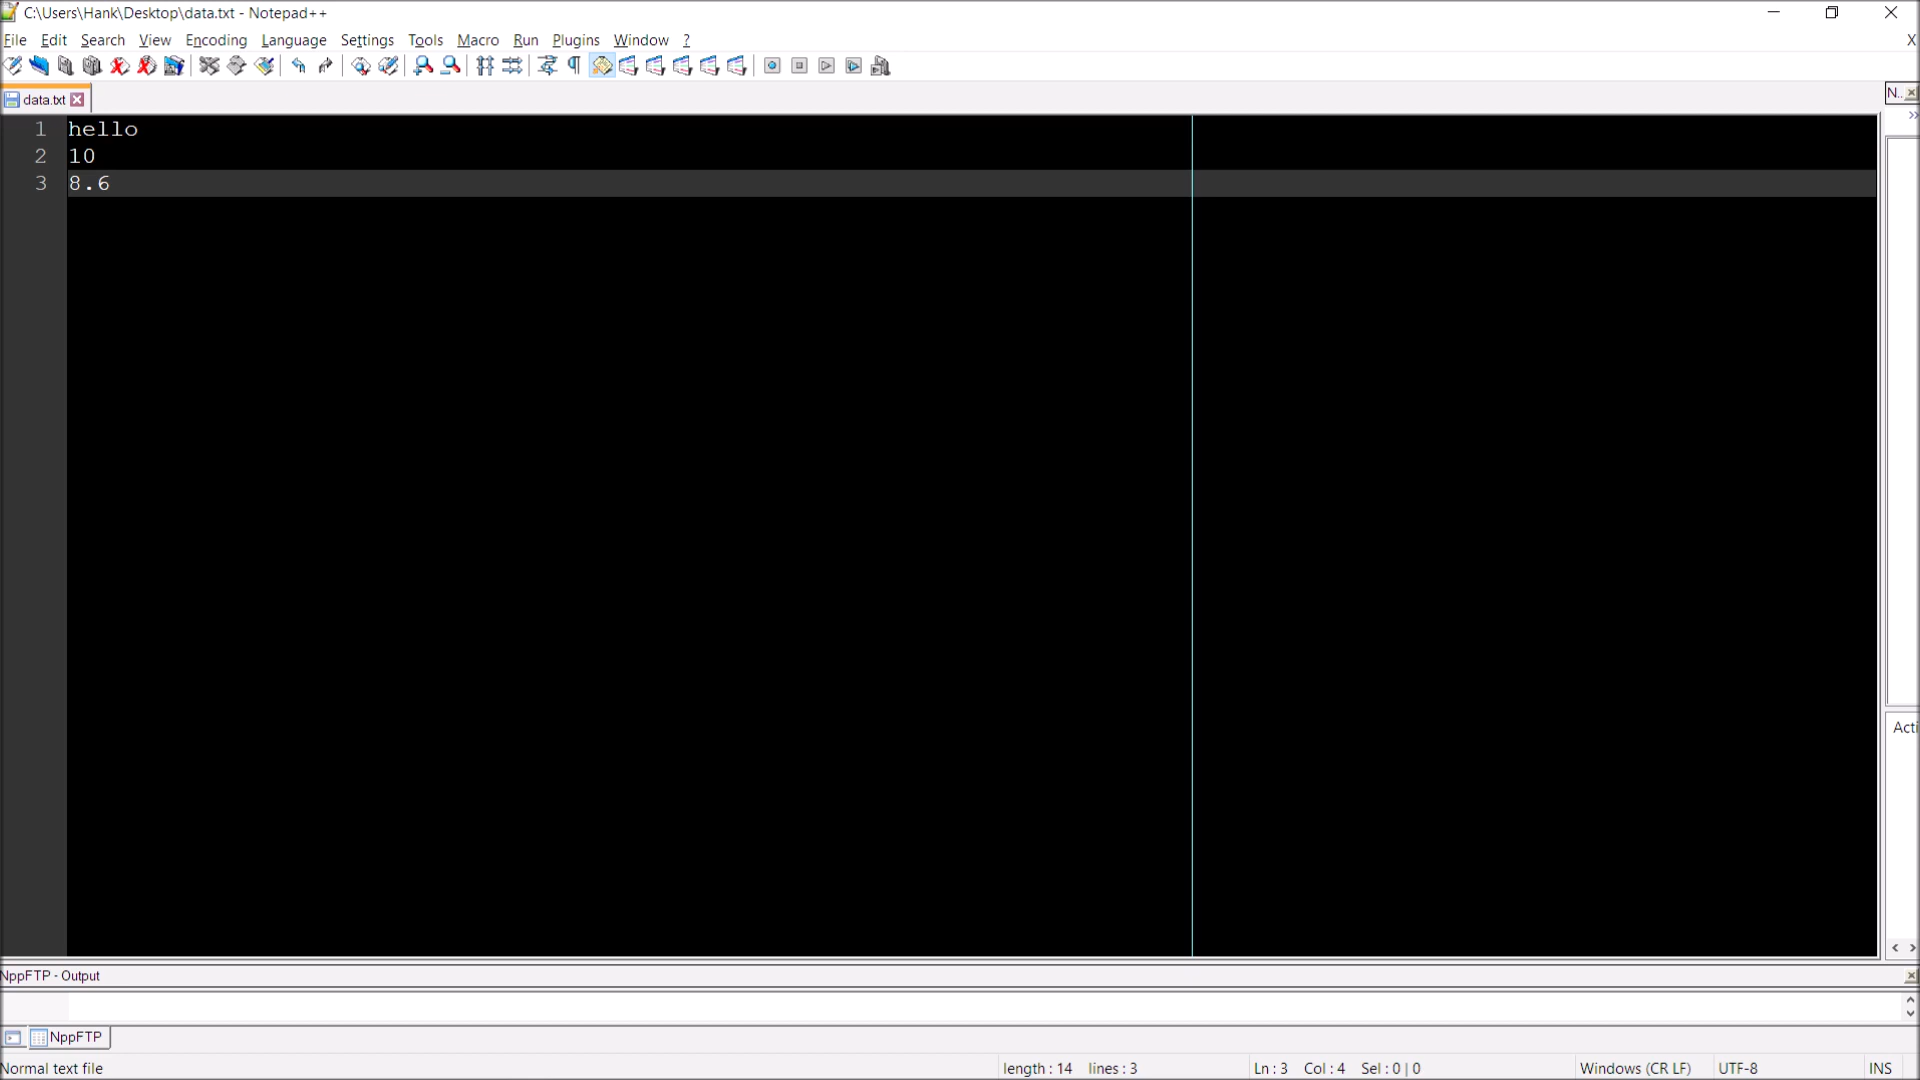 C:\Users\Hank\Desktop\data.txt - Notepad++
File Edit Search View Encoding Language Settings Tools Macro Run Plugins Window ?
X
data.txt
N..
1 hello
2 10
3 8.6
Acti
NppFTP - Output
NppFTP
Normal text file length : 14 lines : 3 Ln : 3 Col : 4 Sel : 0 | 0 Windows (CR LF) UTF-8 INS